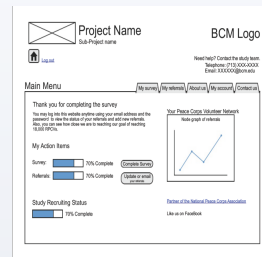 Project Name
Sub-Project name
BCM Logo
Log out
Need help? Contact the study team.
Telephone: (713) XXX-XXXX
Email: XXXXXX@bcm.edu
Main Menu
My survey
My referrals
About us
My account
Contact us
Thank you for completing the survey
You may log into this website anytime using your email address and the
password to view the status of your referrals and add new referrals.
Also, you can see how close we are to reaching our goal of reaching
18,000 RPCVs.
My Action Items
Survey:
70% Complete
Complete Survey
Referrals:
70% Complete
Update or email
your referrals
Study Recruiting Status
70% Complete
Your Peace Corps Volunteer Network
Node graph of referrals
Partner of the National Peace Corps Association
Like us on FaceBook